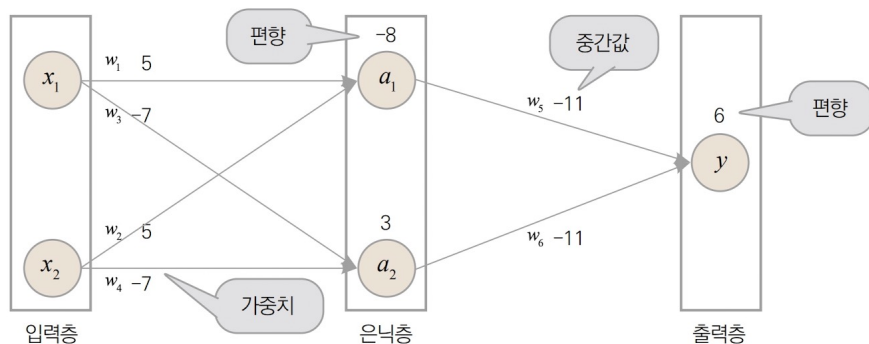 편향
-8
중간값
x₁
w₁ 5
a₁
w₃ -7
w₅ -11
6
편향
y
w₂ 5
3
w₆ -11
x₂
w₄ -7
a₂
가중치
입력층
은닉층
출력층